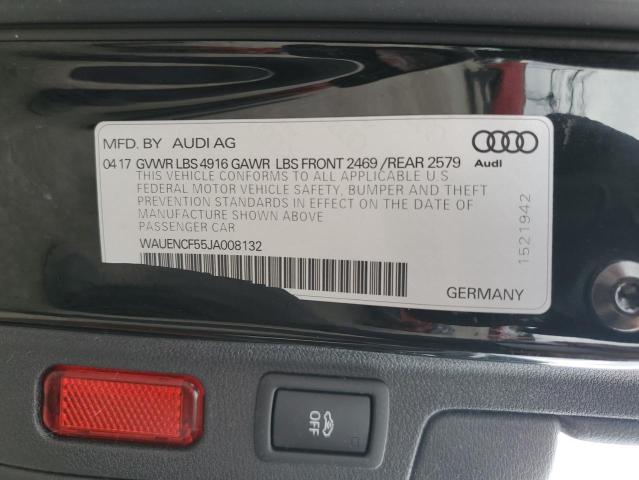 MFD. BY AUDI AG
04 17 GVWR LBS 4916 GAWR LBS FRONT 2469 /REAR 2579
THIS VEHICLE CONFORMS TO ALL APPLICABLE U.S
FEDERAL MOTOR VEHICLE SAFETY, BUMPER AND THEFT
PREVENTION STANDARDS IN EFFECT ON THE DATE OF
MANUFACTURE SHOWN ABOVE
PASSENGER CAR
WAUENCF55JA008132
Audi
1521942
GERMANY
OFF